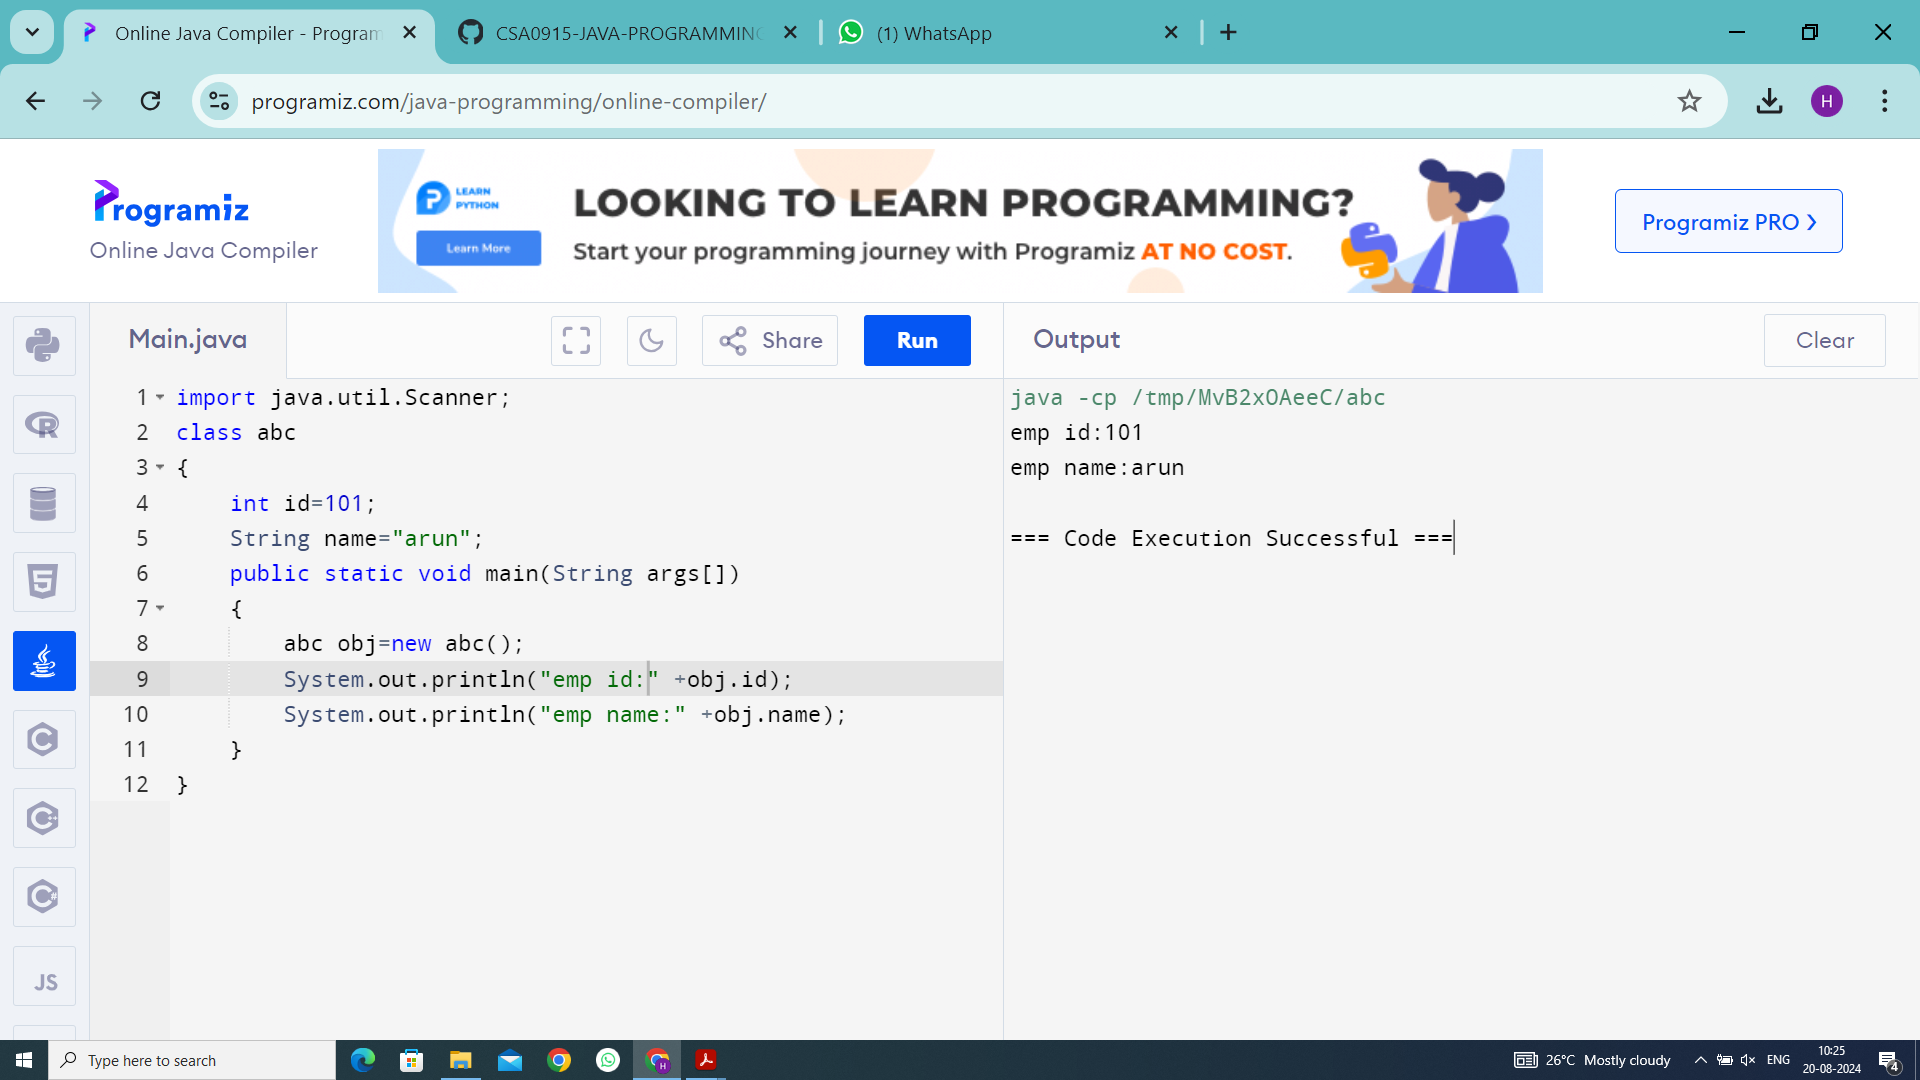 Online Java Compiler - Program
CSA0915-JAVA-PROGRAMMING
(1) WhatsApp
programiz.com/java-programming/online-compiler/
H
Programiz
Online Java Compiler
LEARN
PYTHON
Learn More
LOOKING TO LEARN PROGRAMMING?
Start your programming journey with Programiz AT NO COST.
Programiz PRO
Main.java
Share
Run
Output
Clear
1 import java.util.Scanner;
2 class abc
3 {
4 int id=101;
5 String name="arun";
6 public static void main(String args[])
7 {
8 abc obj=new abc();
9 System.out.println("emp id:" +obj.id);
10 System.out.println("emp name:" +obj.name);
11 }
12 }
java -cp /tmp/MvB2xOAeeC/abc
emp id:101
emp name:arun
=== Code Execution Successful ===
JS
Type here to search
26°C Mostly cloudy
ENG
10:25
20-08-2024
4